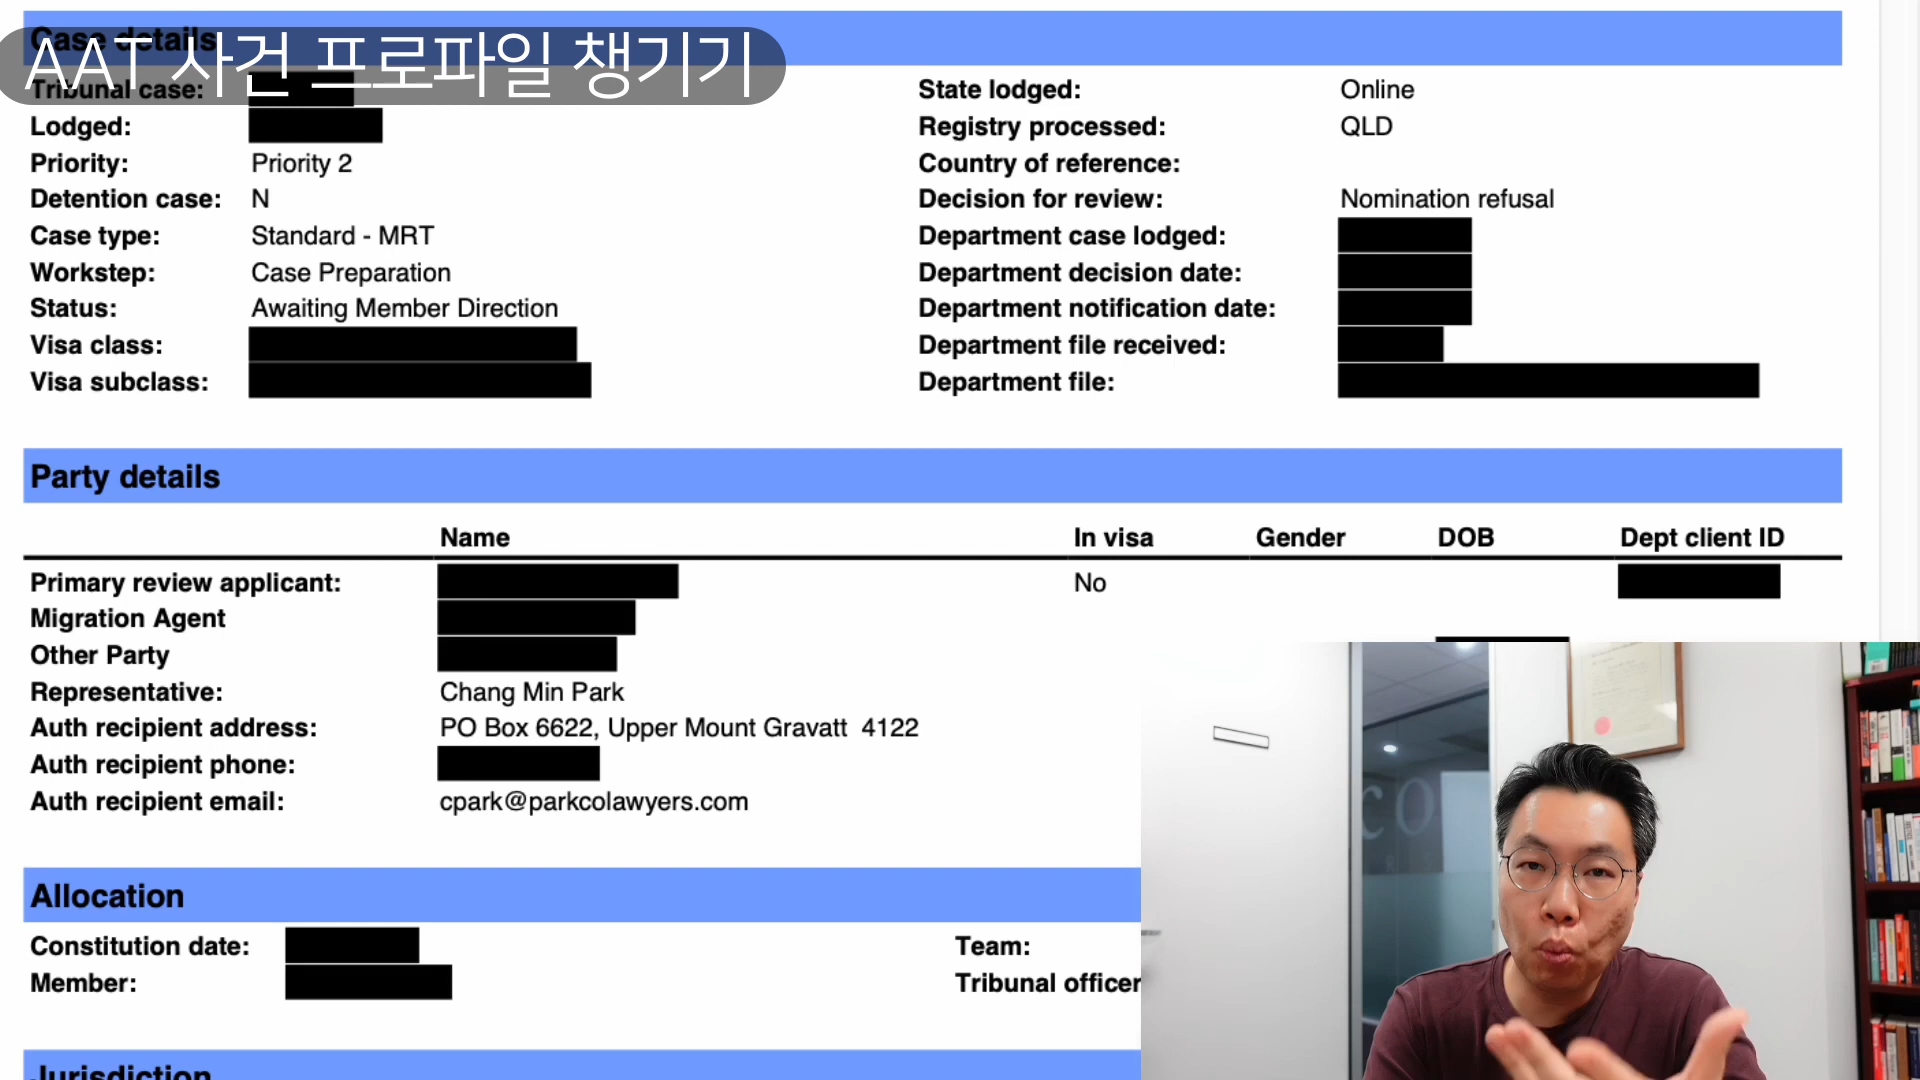 Case details
AAT 사건 프로파일 챙기기
Tribunal case:
Lodged:
Priority: Priority 2
Detention case: N
Case type: Standard - MRT
Workstep: Case Preparation
Status: Awaiting Member Direction
Visa class:
Visa subclass:
State lodged: Online
Registry processed: QLD
Country of reference:
Decision for review: Nomination refusal
Department case lodged:
Department decision date:
Department notification date:
Department file received:
Department file:
Party details
Name In visa Gender DOB Dept client ID
Primary review applicant: No
Migration Agent
Other Party
Representative: Chang Min Park
Auth recipient address: PO Box 6622, Upper Mount Gravatt 4122
Auth recipient phone:
Auth recipient email: cpark@parkcolawyers.com
Allocation
Constitution date:
Member:
Team:
Tribunal officer
Jurisdiction